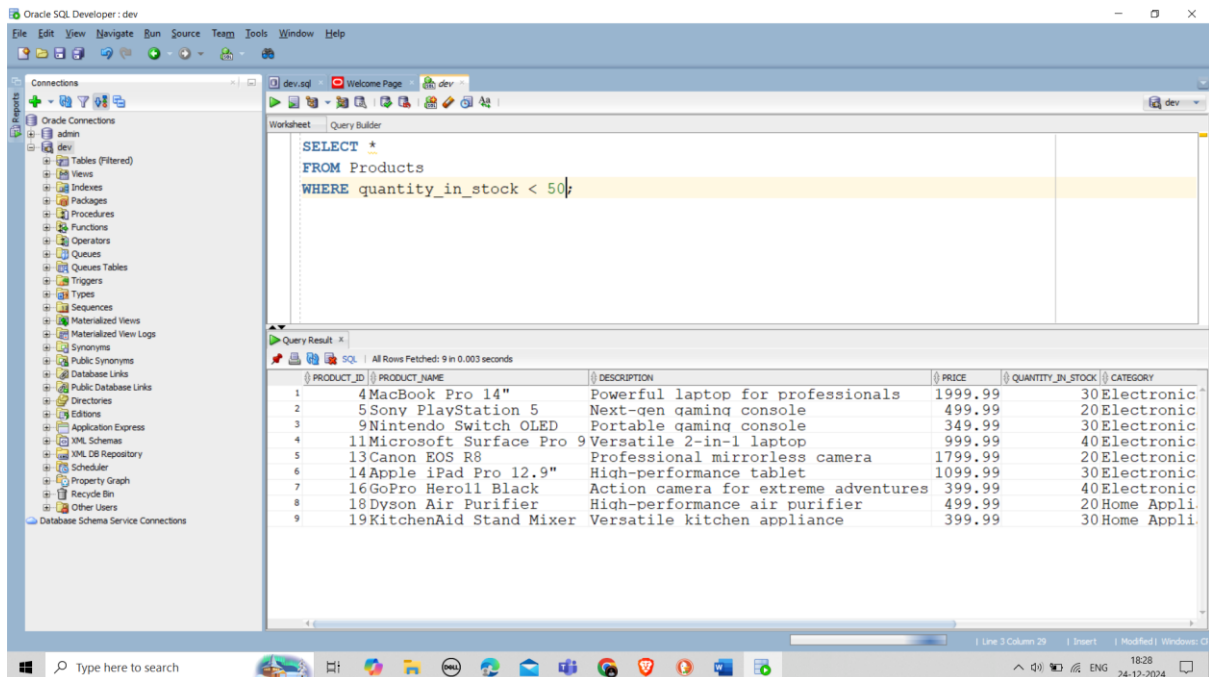 Oracle SQL Developer : dev
File Edit View Navigate Run Source Team Tools Window Help
Connections
dev.sql Welcome Page dev
Reports
dev
Worksheet Query Builder
Oracle Connections
admin
dev
Tables (Filtered)
Views
Indexes
Packages
Procedures
Functions
Operators
Queues
Queues Tables
Triggers
Types
Sequences
Materialized Views
Materialized View Logs
Synonyms
Public Synonyms
Database Links
Public Database Links
Directories
Editions
Application Express
XML Schemas
XML DB Repository
Scheduler
Property Graph
Recycle Bin
Other Users
Database Schema Service Connections
SELECT *
FROM Products
WHERE quantity_in_stock < 50;
Query Result
SQL | All Rows Fetched: 9 in 0.003 seconds
PRODUCT_ID PRODUCT_NAME DESCRIPTION PRICE QUANTITY_IN_STOCK CATEGORY
1 4 MacBook Pro 14" Powerful laptop for professionals 1999.99 30 Electronic
2 5 Sony PlayStation 5 Next-gen gaming console 499.99 20 Electronic
3 9 Nintendo Switch OLED Portable gaming console 349.99 30 Electronic
4 11 Microsoft Surface Pro 9 Versatile 2-in-1 laptop 999.99 40 Electronic
5 13 Canon EOS R8 Professional mirrorless camera 1799.99 20 Electronic
6 14 Apple iPad Pro 12.9" High-performance tablet 1099.99 30 Electronic
7 16 GoPro Hero11 Black Action camera for extreme adventures 399.99 40 Electronic
8 18 Dyson Air Purifier High-performance air purifier 499.99 20 Home Appli
9 19 KitchenAid Stand Mixer Versatile kitchen appliance 399.99 30 Home Appli
| Line 3 Column 29 | Insert | Modified | Windows: C
Type here to search
DELL
ENG
18:28
24-12-2024